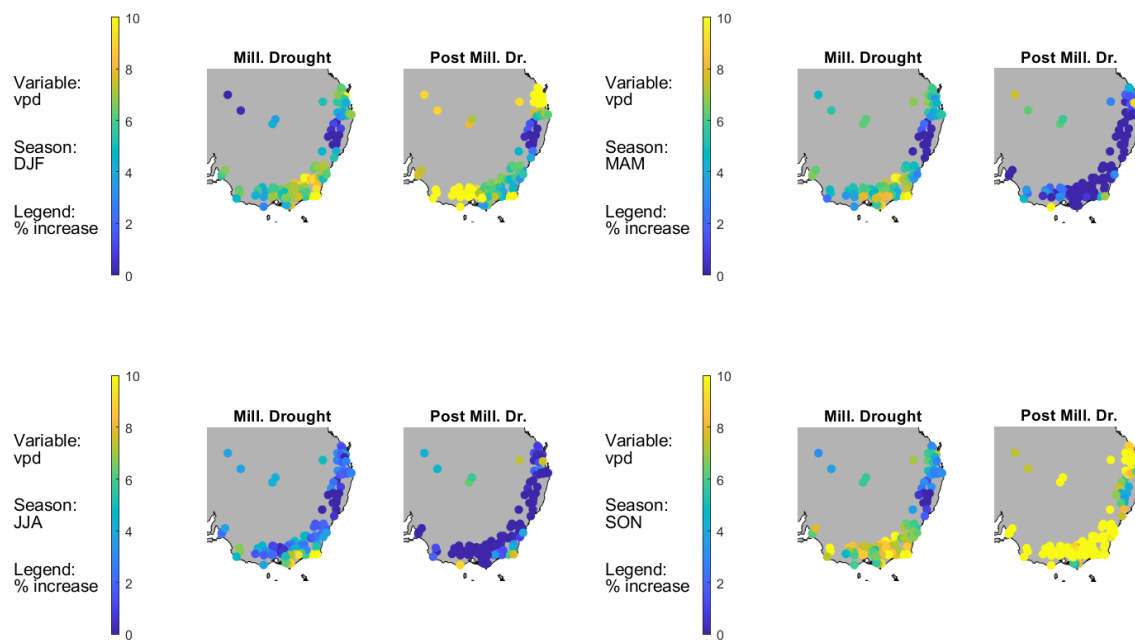 10
8
6
4
2
0
Variable:
vpd
Season:
DJF
Legend:
% increase
Mill. Drought
Post Mill. Dr.
10
8
6
4
2
0
Variable:
vpd
Season:
MAM
Legend:
% increase
Mill. Drought
Post Mill. Dr.
10
8
6
4
2
0
Variable:
vpd
Season:
JJA
Legend:
% increase
Mill. Drought
Post Mill. Dr.
10
8
6
4
2
0
Variable:
vpd
Season:
SON
Legend:
% increase
Mill. Drought
Post Mill. Dr.